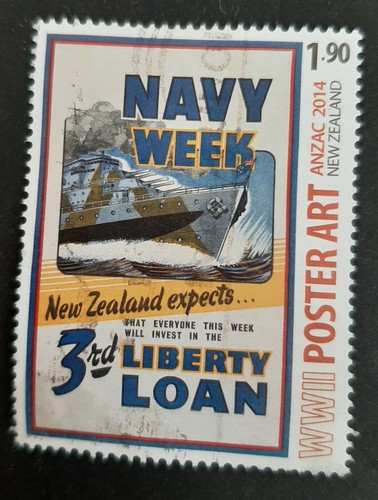 1.90
NAVY
WEEK
New Zealand expects...
THAT EVERYONE THIS WEEK
WILL INVEST IN THE
3rd LIBERTY
LOAN
WWII POSTER ART
ANZAC 2014
NEW ZEALAND